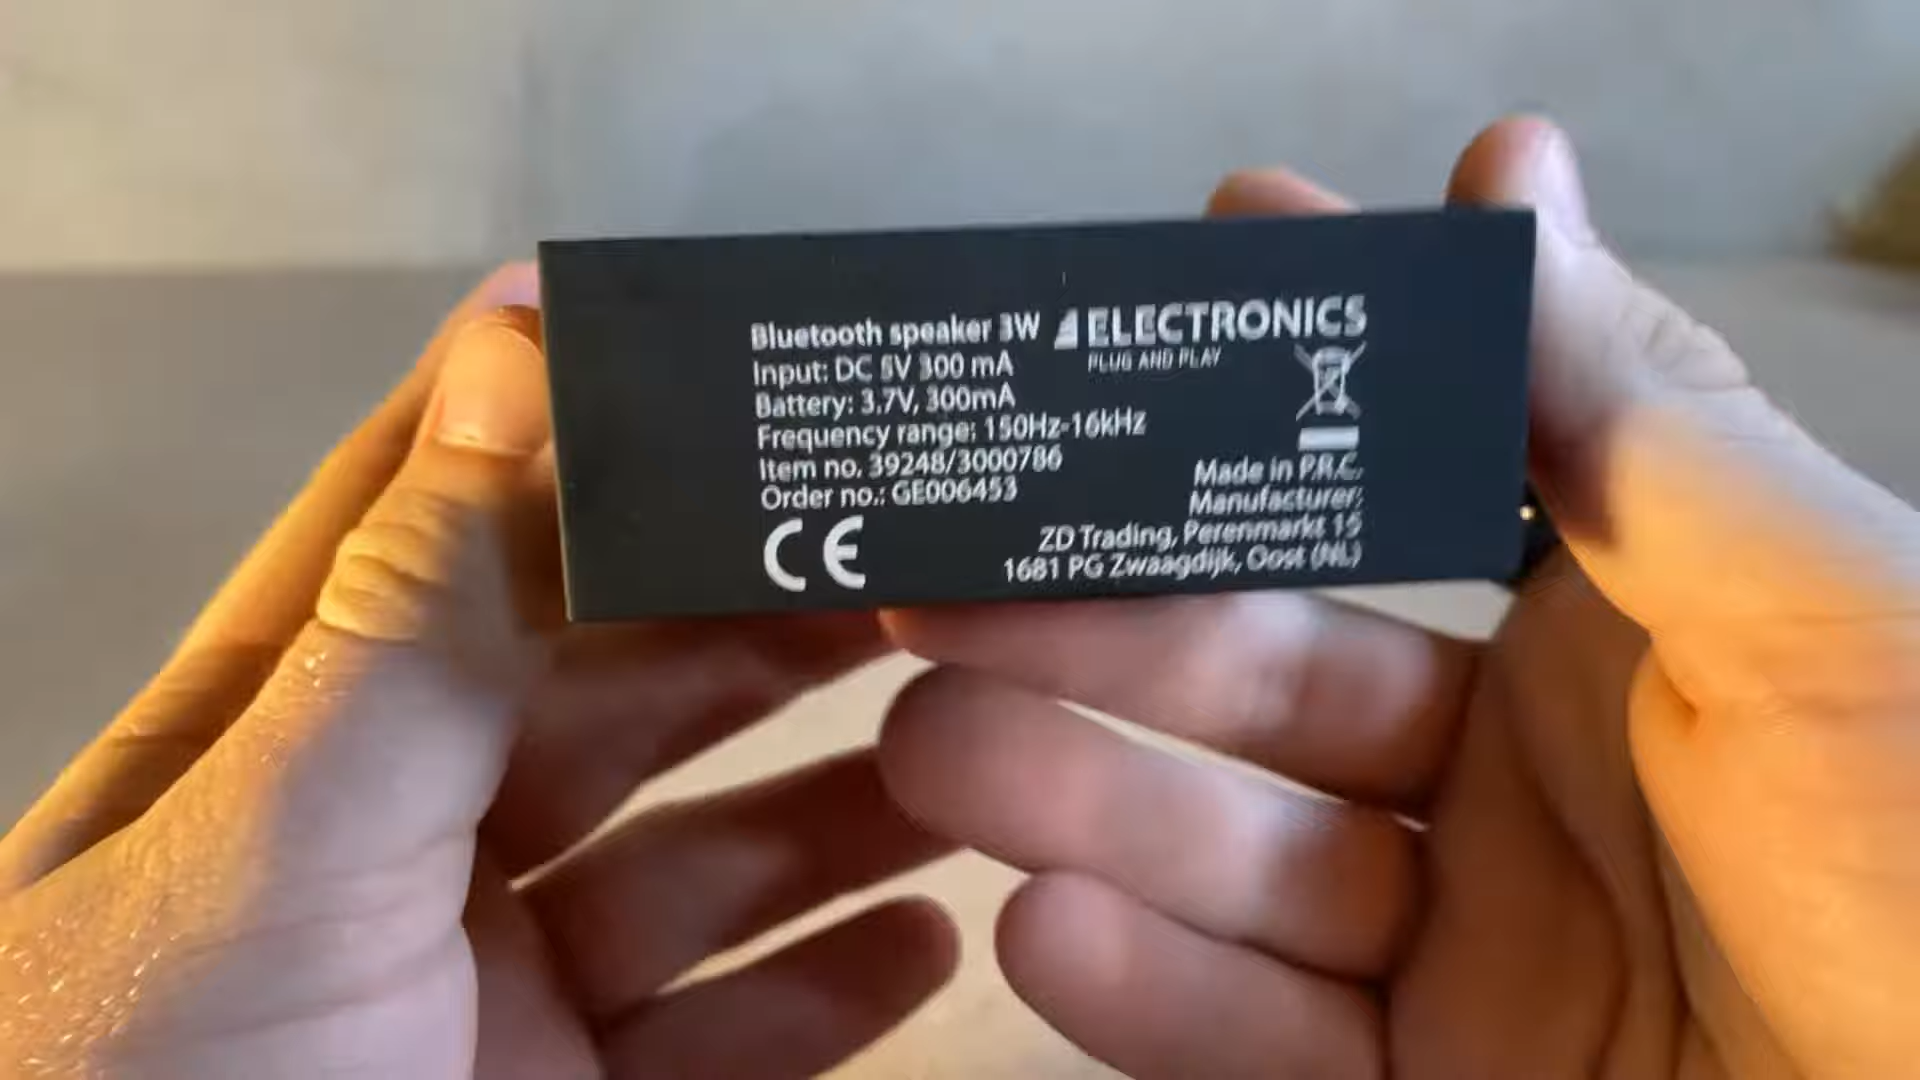 Bluetooth speaker 3W
Input: DC 5V 300 mA
Battery: 3.7V, 300mA
Frequency range: 150Hz-16kHz
Item no. 39248/3000786
Order no.: GE006453
CE
ELECTRONICS
PLUG AND PLAY
Made in P.R.C.
Manufacturer:
ZD Trading, Perenmarkt 15
1681 PG Zwaagdijk, Oost (NL)